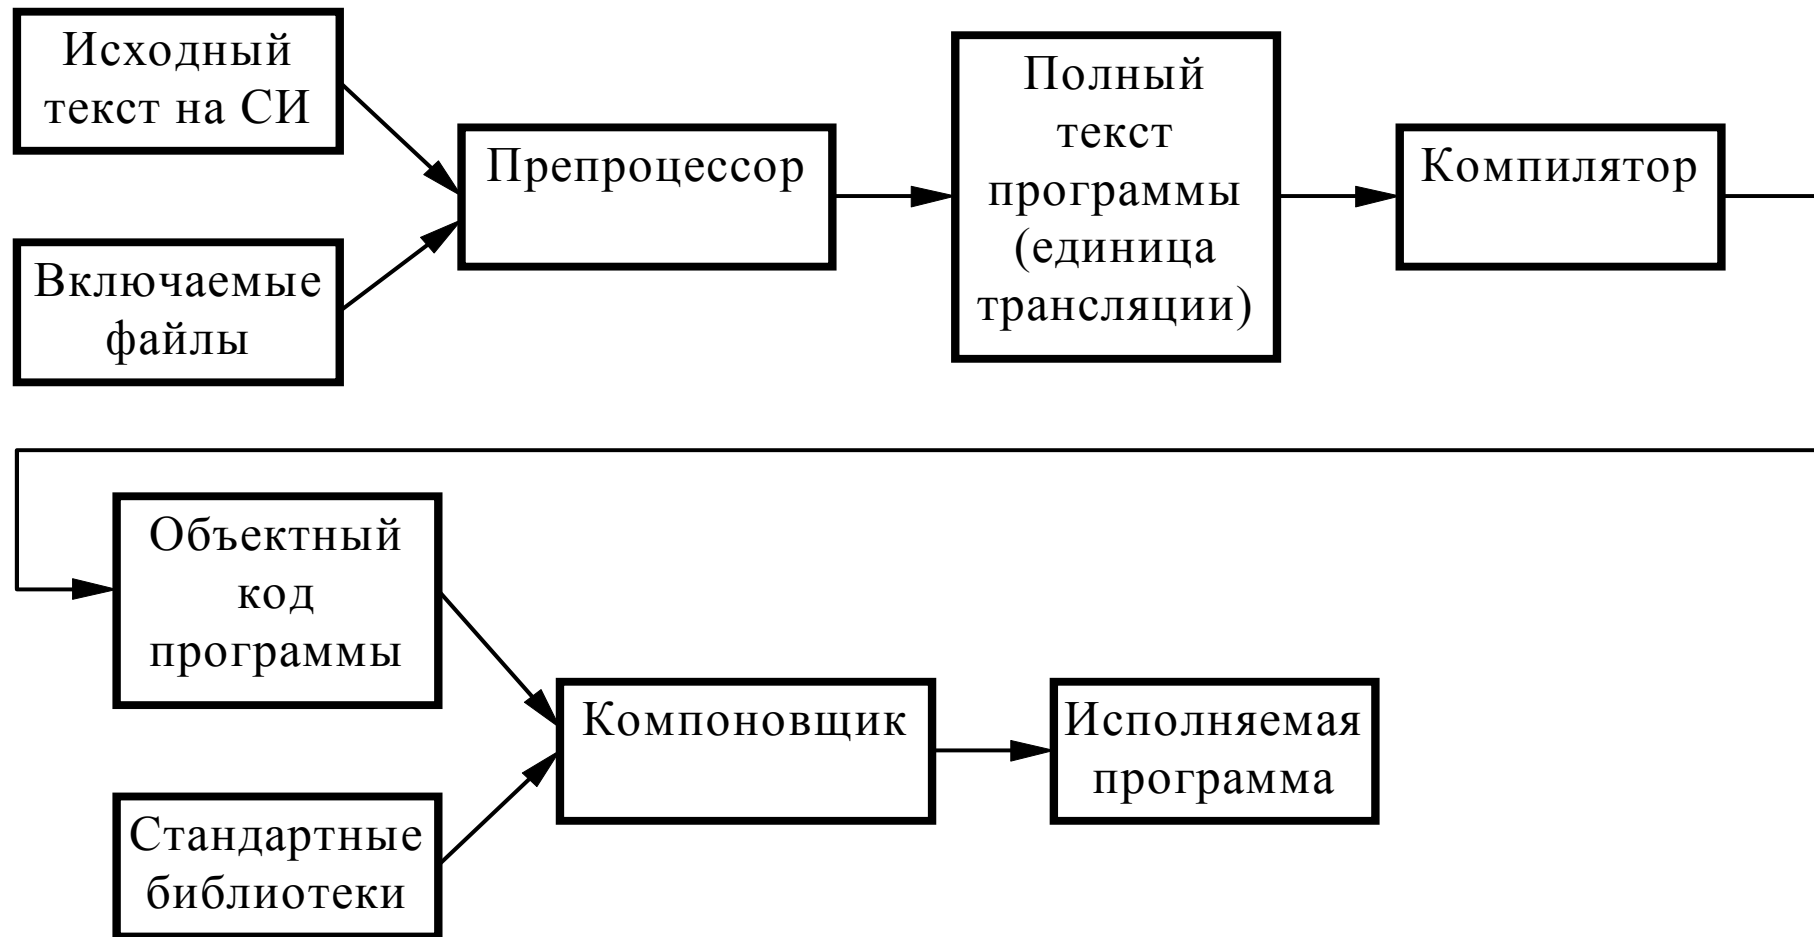 Исходный
текст на СИ
Включаемые
файлы
Препроцессор
Полный
текст
программы
(единица
трансляции)
Компилятор
Объектный
код
программы
Стандартные
библиотеки
Компоновщик
Исполняемая
программа